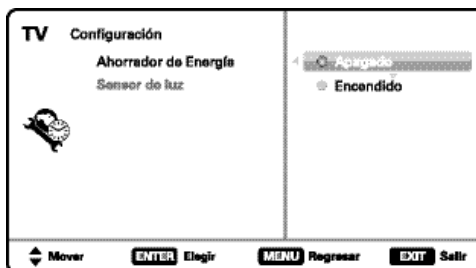 TV Configuración
Ahorrador de Energía
Sensor de luz
Apagado
Encendido
Mover ENTER Elegir MENU Regresar EXIT Salir